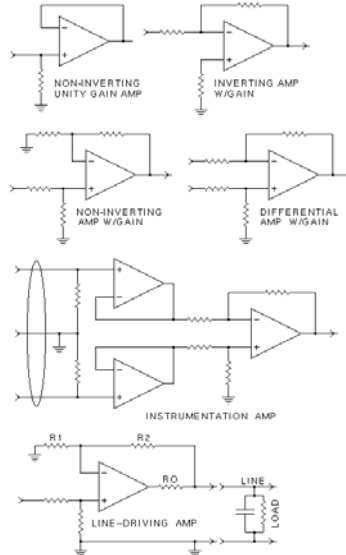 NON-INVERTING
UNITY GAIN AMP
INVERTING AMP
W/GAIN
NON-INVERTING
AMP W/GAIN
DIFFERENTIAL
AMP W/GAIN
INSTRUMENTATION AMP
R1
R2
RO
LINE
LOAD
LINE-DRIVING AMP